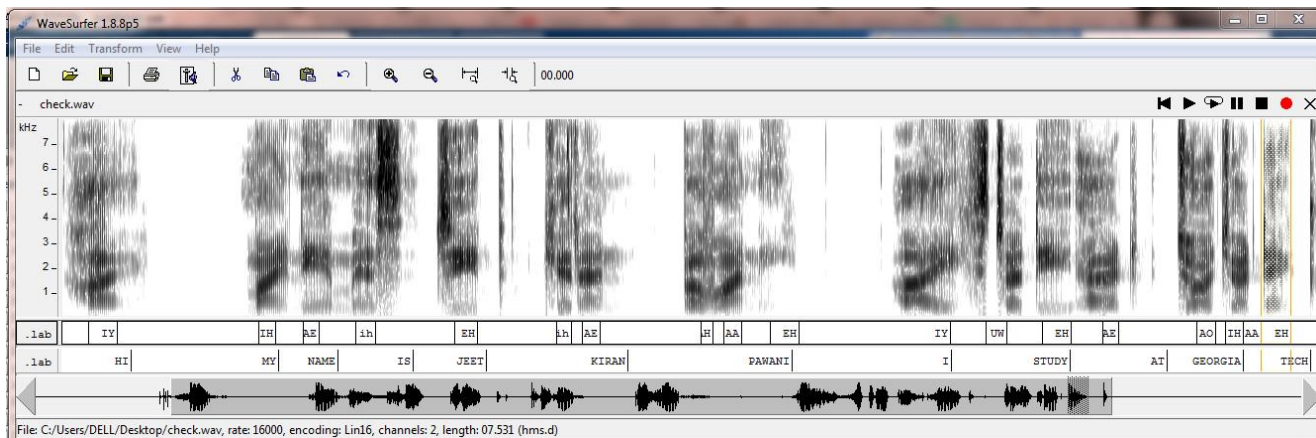 WaveSurfer 1.8.8p5
File Edit Transform View Help
00.000
- check.wav
kHz
7
6
5
4
3
2
1
.lab IY IH AE ih EH ih AE AA EH IY UW EH AE AO IH AA EH
.lab HI MY NAME IS JEET KIRAN PAWANI I STUDY AT GEORGIA TECH
File: C:/Users/DELL/Desktop/check.wav, rate: 16000, encoding: Lin16, channels: 2, length: 07.531 (hms.d)